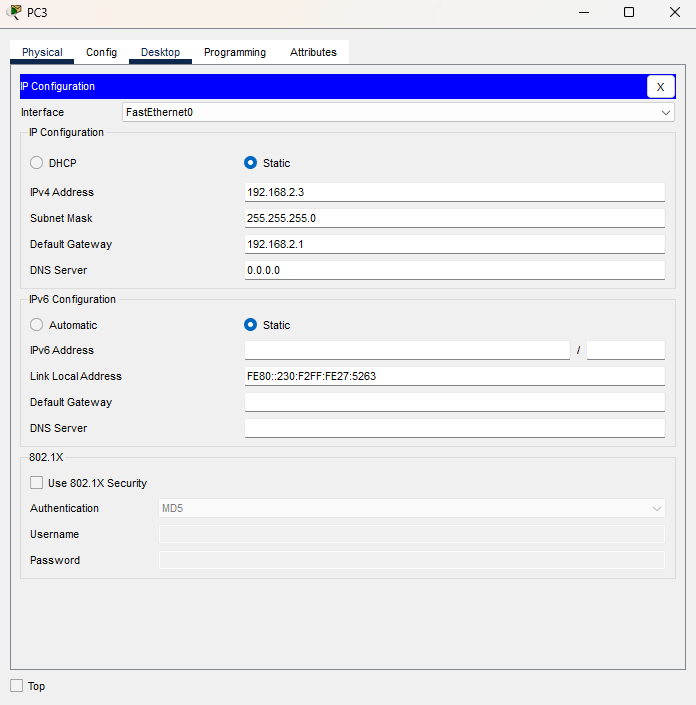 PC3
Physical Config Desktop Programming Attributes
IP Configuration X
Interface FastEthernet0
IP Configuration
DHCP Static
IPv4 Address 192.168.2.3
Subnet Mask 255.255.255.0
Default Gateway 192.168.2.1
DNS Server 0.0.0.0
IPv6 Configuration
Automatic Static
IPv6 Address /
Link Local Address FE80::230:F2FF:FE27:5263
Default Gateway
DNS Server
802.1X
Use 802.1X Security
Authentication MD5
Username
Password
Top